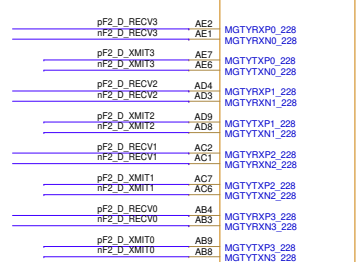 pF2_D_RECV3 AE2 MGTYRXP0_228
nF2_D_RECV3 AE1 MGTYRXN0_228
pF2_D_XMIT3 AE7 MGTYTXP0_228
nF2_D_XMIT3 AE6 MGTYTXN0_228
pF2_D_RECV2 AD4 MGTYRXP1_228
nF2_D_RECV2 AD3 MGTYRXN1_228
pF2_D_XMIT2 AD9 MGTYTXP1_228
nF2_D_XMIT2 AD8 MGTYTXN1_228
pF2_D_RECV1 AC2 MGTYRXP2_228
nF2_D_RECV1 AC1 MGTYRXN2_228
pF2_D_XMIT1 AC7 MGTYTXP2_228
nF2_D_XMIT1 AC6 MGTYTXN2_228
pF2_D_RECV0 AB4 MGTYRXP3_228
nF2_D_RECV0 AB3 MGTYRXN3_228
pF2_D_XMIT0 AB9 MGTYTXP3_228
nF2_D_XMIT0 AB8 MGTYTXN3_228